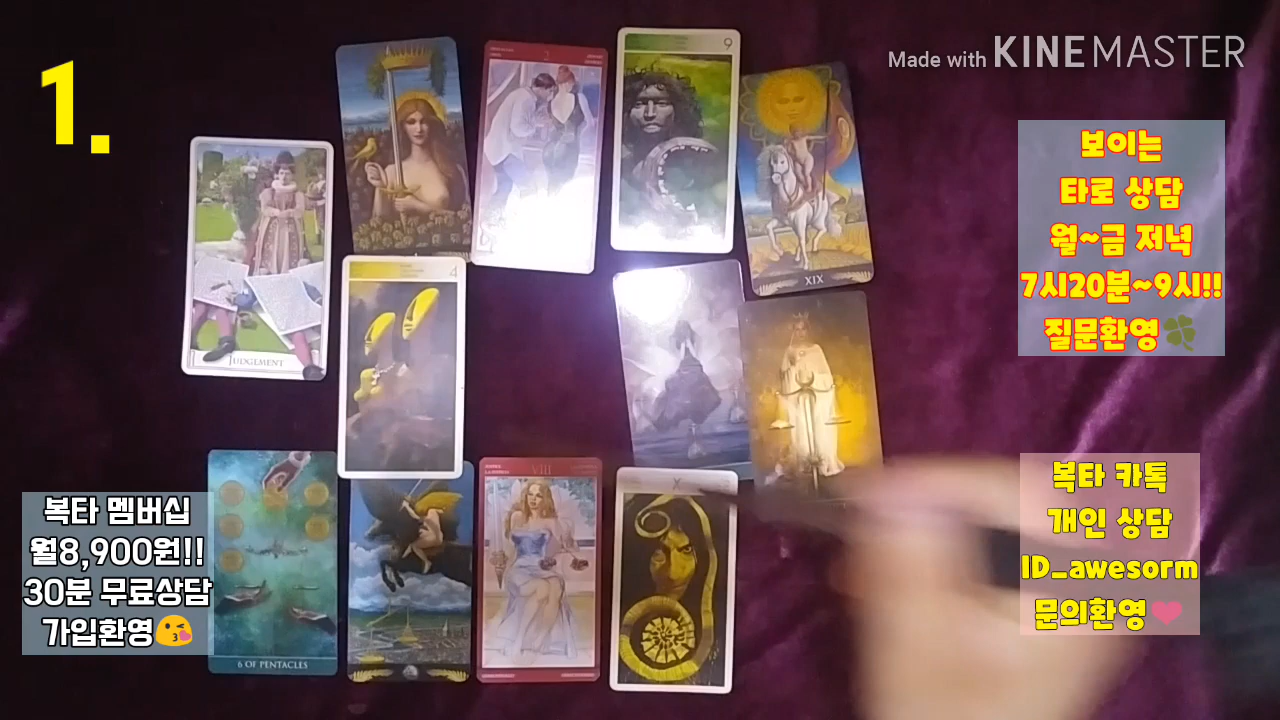 1.
Made with KINEMASTER
보이는
타로 상담
월~금 저녁
7시20분~9시!!
질문환영🍀
복타 멤버십
월8,900원!!
30분 무료상담
가입환영😘
복타 카톡
개인 상담
ID_awesorm
문의환영❤
2
9
XIX
JUDGEMENT
4
VIII
X
6 OF PENTACLES